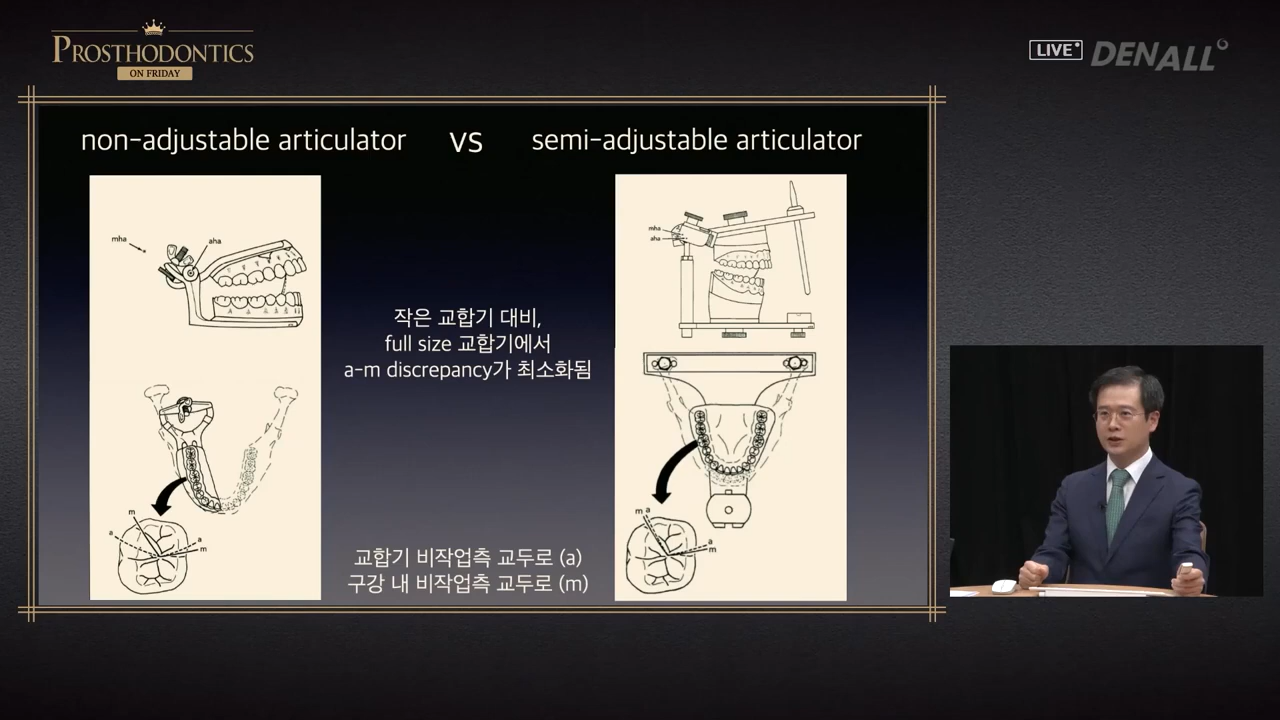 PROSTHODONTICS
ON FRIDAY
LIVE
DENALL
non-adjustable articulator vs semi-adjustable articulator
mha
aha
mha
aha
작은 교합기 대비,
full size 교합기에서
a-m discrepancy가 최소화됨
m
a
a
m
m a
a
m
교합기 비작업측 교두로 (a)
구강 내 비작업측 교두로 (m)